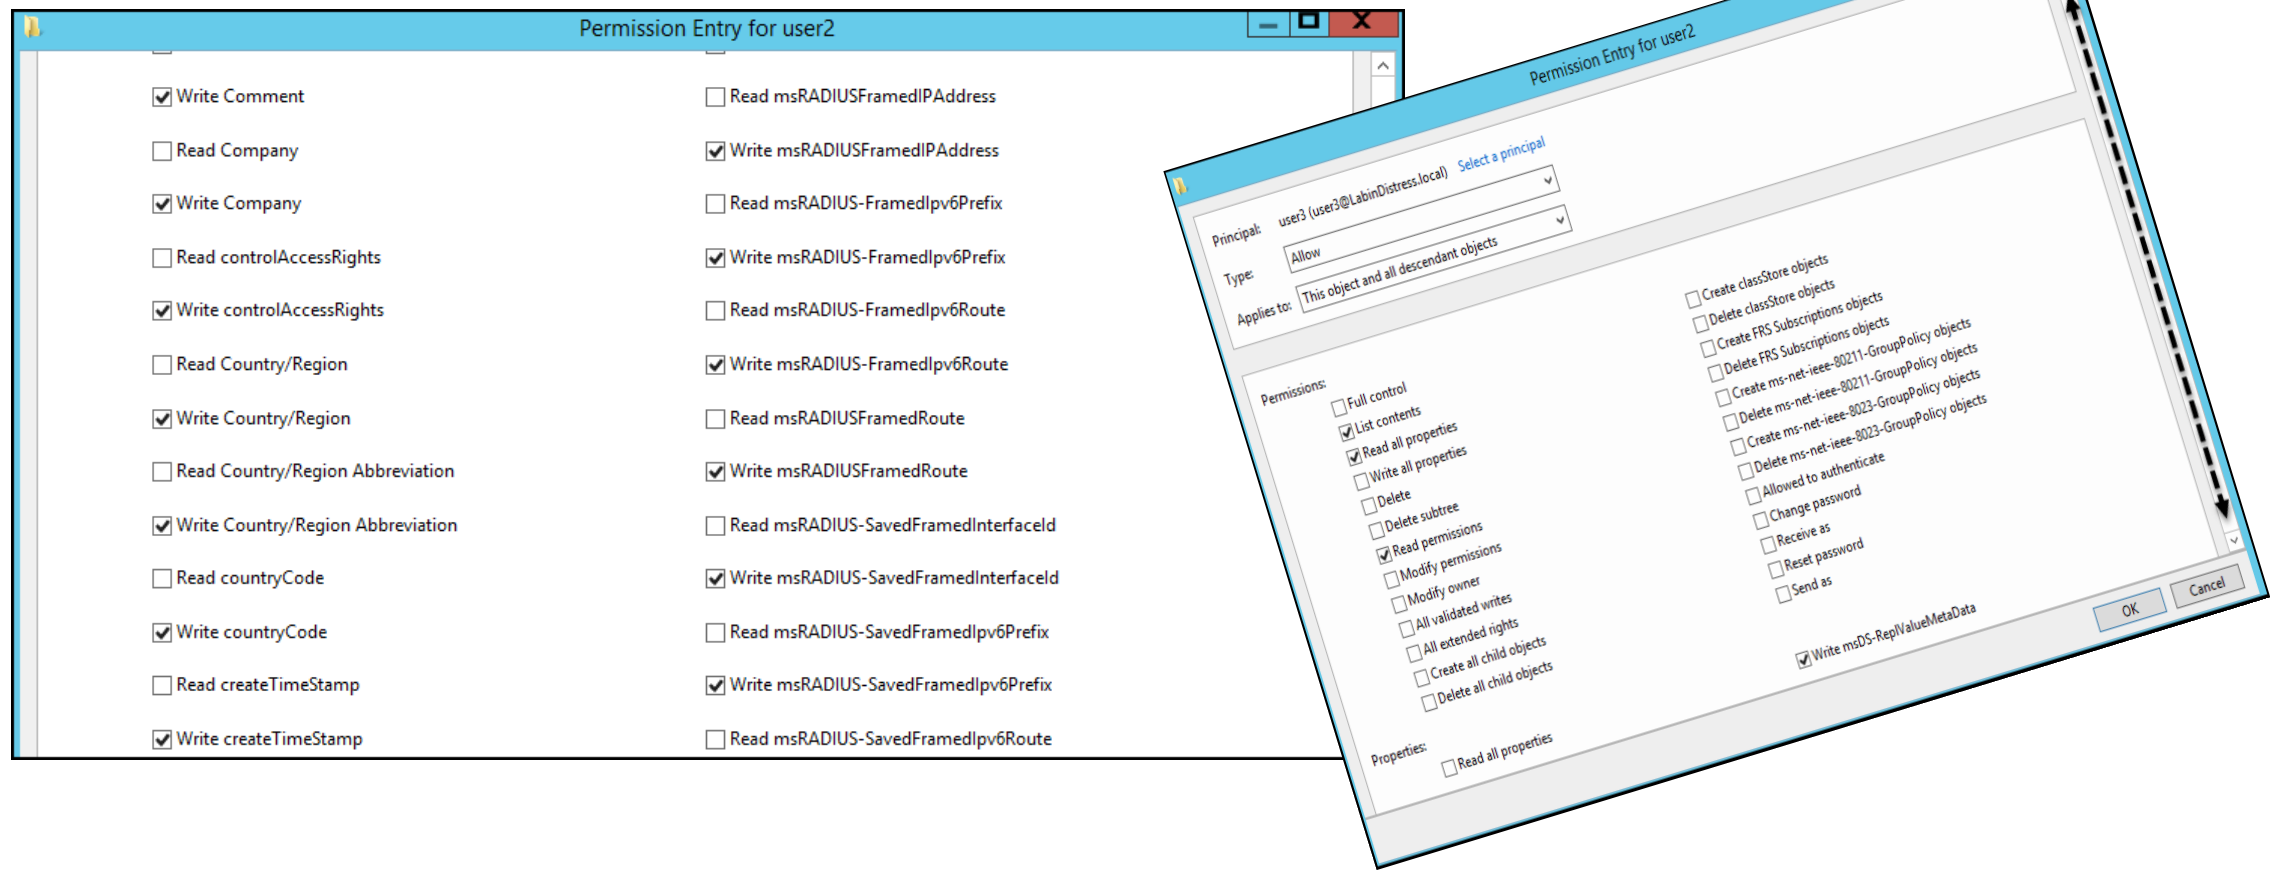 Permission Entry for user2
Write Comment
Read Company
Write Company
Read controlAccessRights
Write controlAccessRights
Read Country/Region
Write Country/Region
Read Country/Region Abbreviation
Write Country/Region Abbreviation
Read countryCode
Write countryCode
Read createTimeStamp
Write createTimeStamp
Read msRADIUSFramedIPAddress
Write msRADIUSFramedIPAddress
Read msRADIUS-FramedIpv6Prefix
Write msRADIUS-FramedIpv6Prefix
Read msRADIUS-FramedIpv6Route
Write msRADIUS-FramedIpv6Route
Read msRADIUSFramedRoute
Write msRADIUSFramedRoute
Read msRADIUS-SavedFramedInterfaceId
Write msRADIUS-SavedFramedInterfaceId
Read msRADIUS-SavedFramedIpv6Prefix
Write msRADIUS-SavedFramedIpv6Prefix
Read msRADIUS-SavedFramedIpv6Route
Permission Entry for user2
Principal: user3 (user3@LabinDistress.local) Select a principal
Type: Allow
Applies to: This object and all descendant objects
Permissions:
Full control
List contents
Read all properties
Write all properties
Delete
Delete subtree
Read permissions
Modify permissions
Modify owner
All validated writes
All extended rights
Create all child objects
Delete all child objects
Create classStore objects
Delete classStore objects
Create FRS Subscriptions objects
Delete FRS Subscriptions objects
Create ms-net-ieee-80211-GroupPolicy objects
Delete ms-net-ieee-80211-GroupPolicy objects
Create ms-net-ieee-8023-GroupPolicy objects
Delete ms-net-ieee-8023-GroupPolicy objects
Allowed to authenticate
Change password
Receive as
Reset password
Send as
Properties:
Read all properties
Write msDS-ReplValueMetaData
OK Cancel